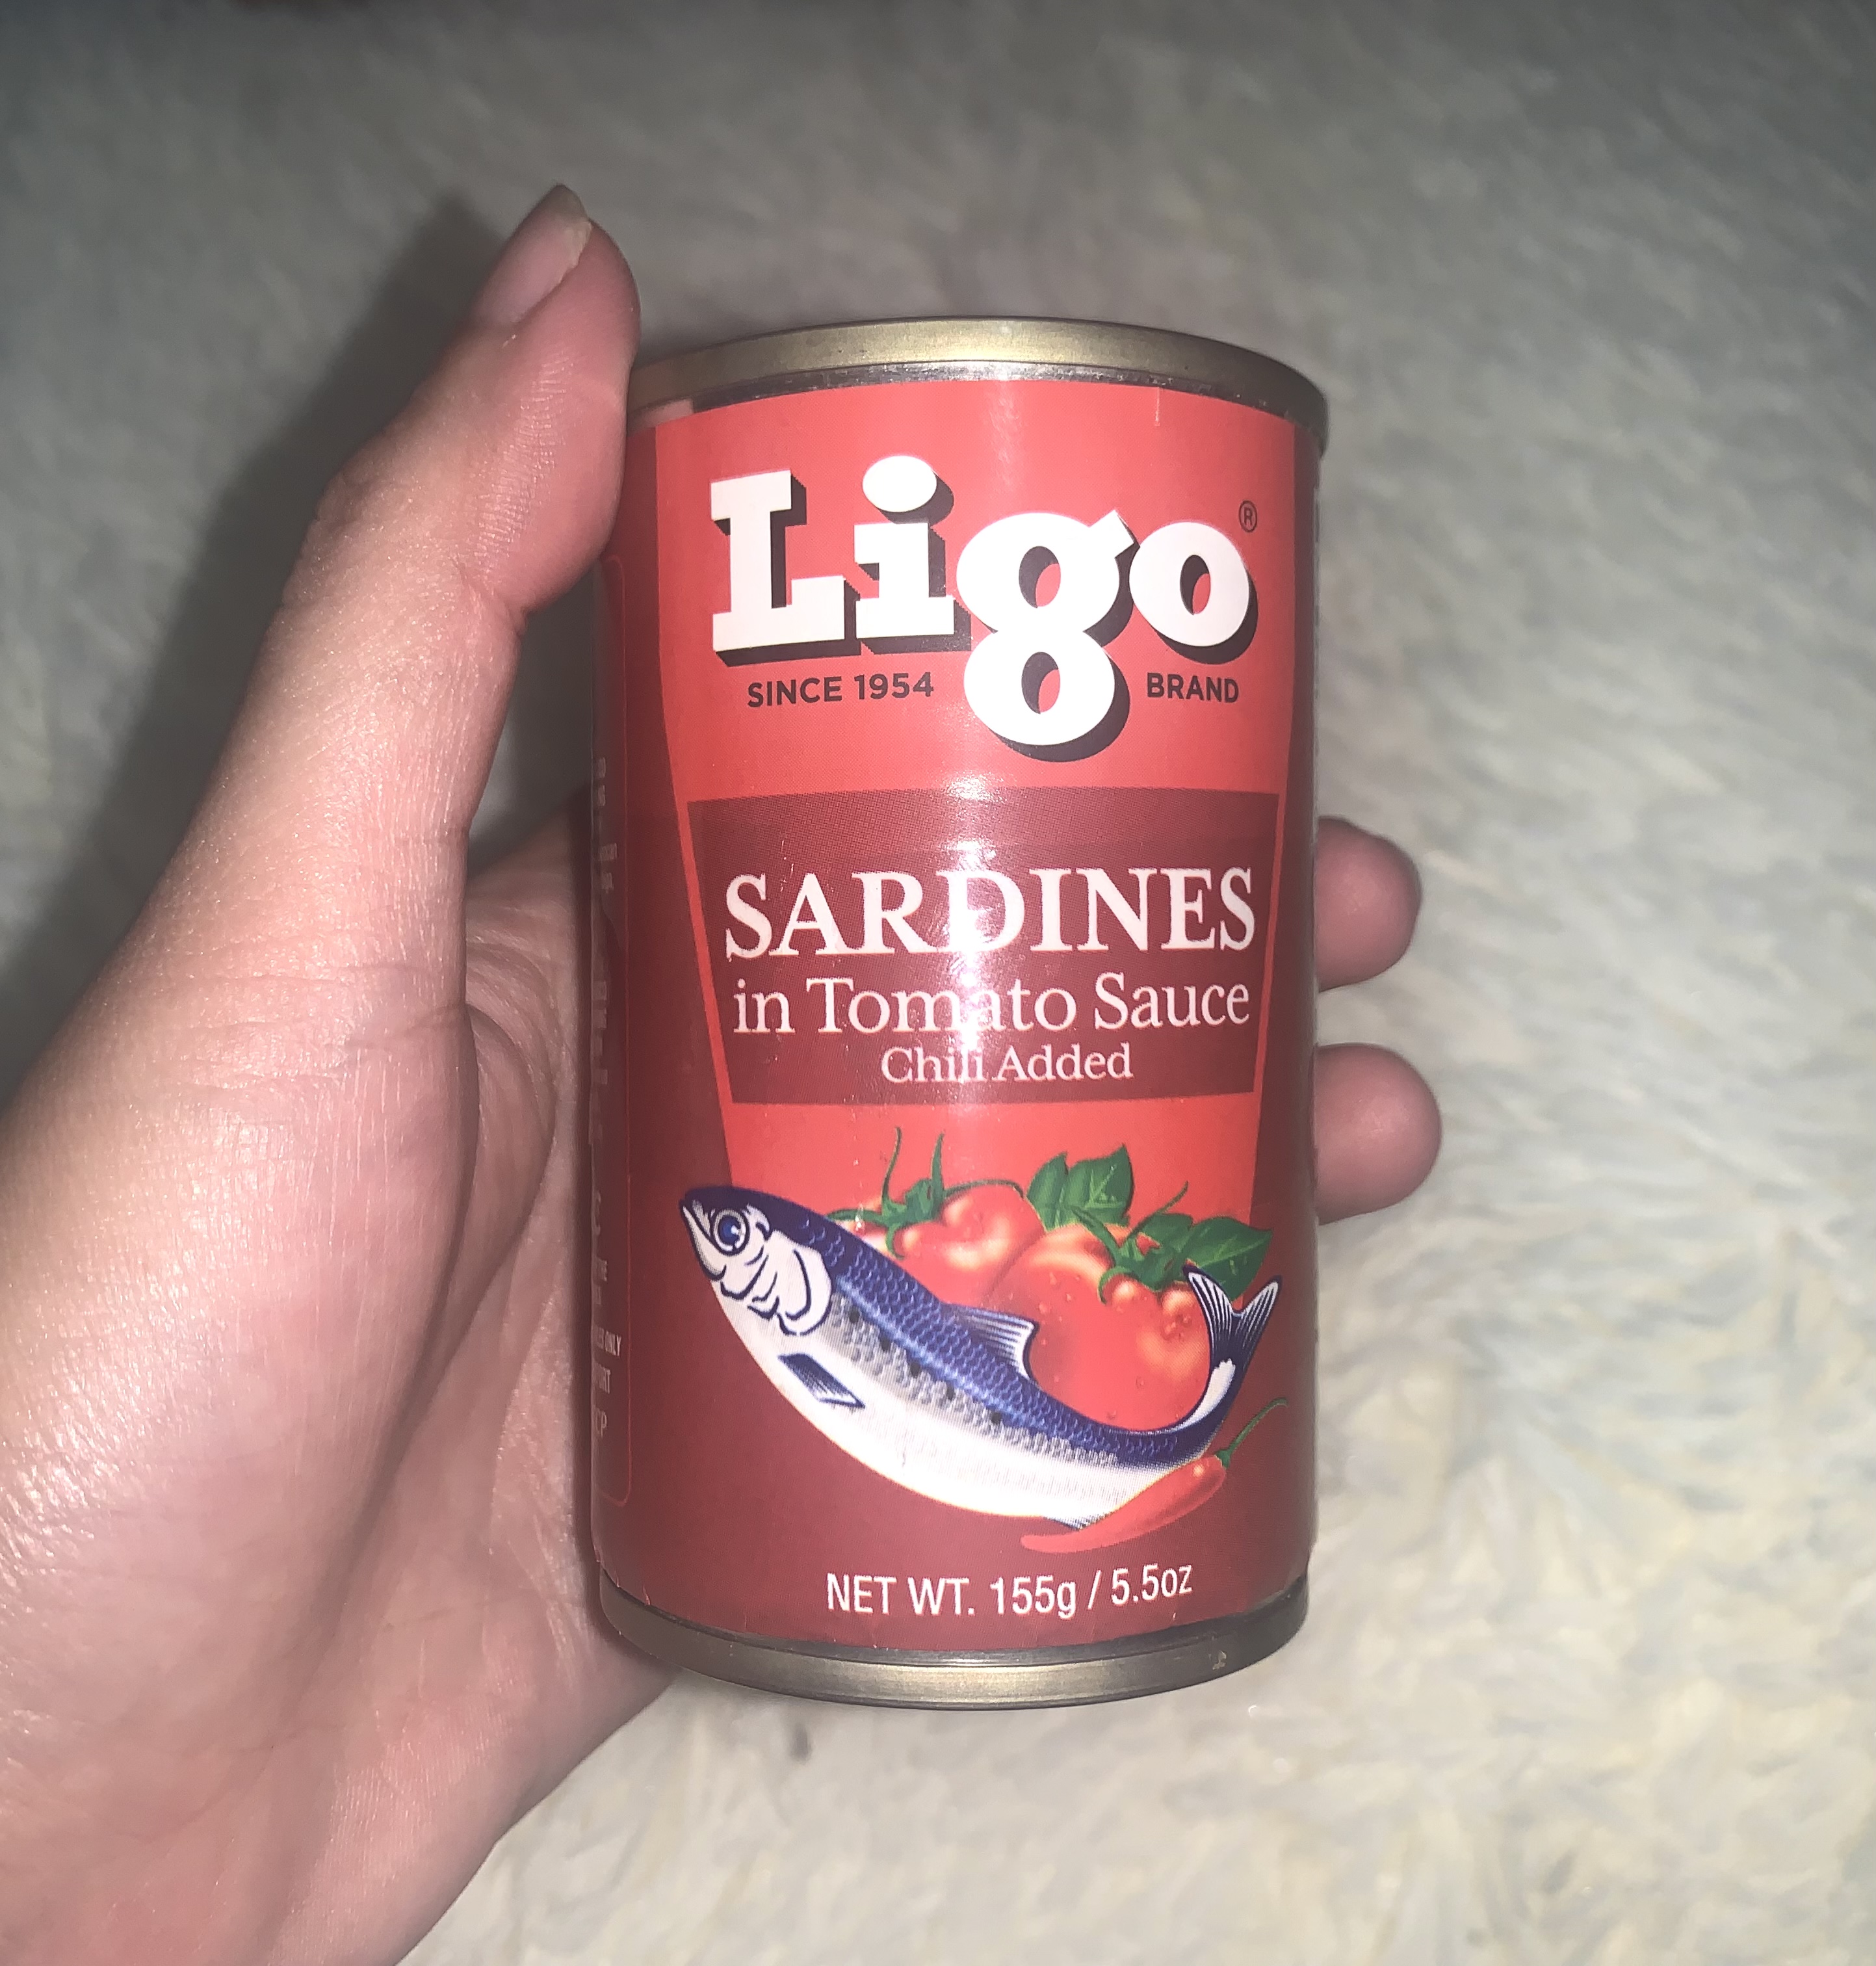 Ligo®
SINCE 1954 BRAND
SARDINES
in Tomato Sauce
Chili Added
NET WT. 155g / 5.5oz